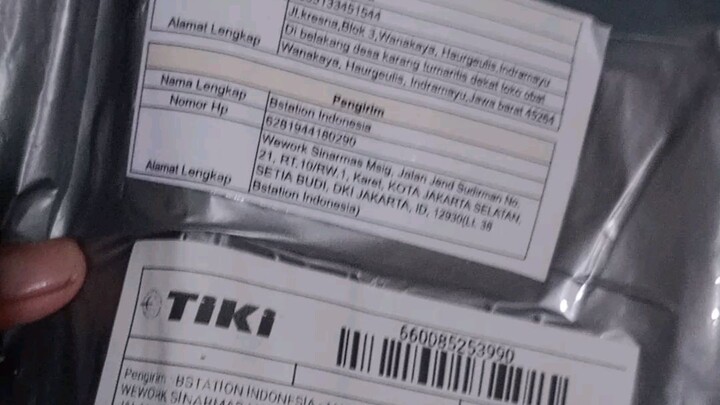 Alamat Lengkap
Jl.kresna,Blok 3,Wanakaya, Haurgeulis,Indramayu
Di belakang desa karang tumaritis dekat toko obat
Wanakaya, Haurgeulis, Indramayu,Jawa barat 45264
Pengirim
Nama Lengkap Bstation Indonesia
Nomor Hp 6281944180290
Alamat Lengkap
Wework Sinarmas Msig, Jalan Jend Sudirman No.
21, RT.10/RW.1, Karet, KOTA JAKARTA SELATAN,
SETIA BUDI, DKI JAKARTA, ID, 12930(Lt. 38
Bstation Indonesia)
TiKi
660085253990
Pengirim : BSTATION INDONESIA
WEWORK SINARMAS